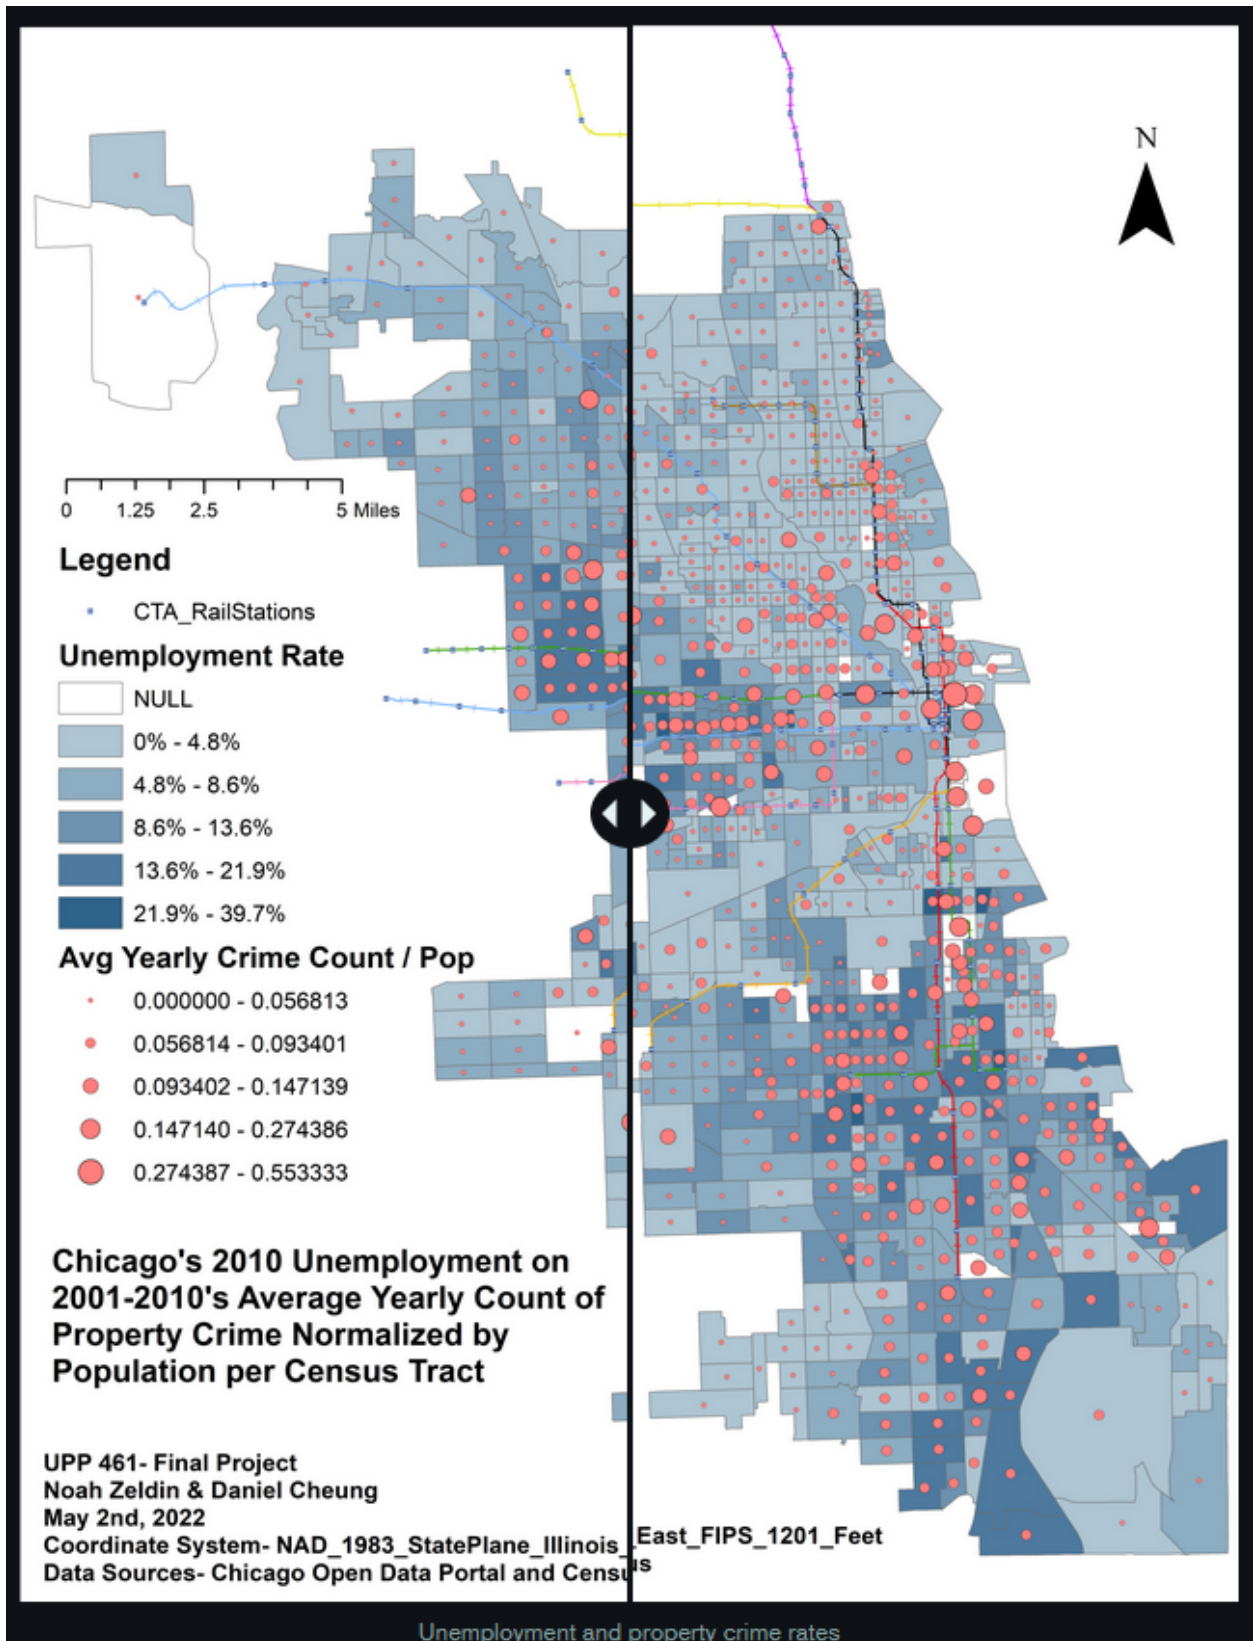 N
0 1.25 2.5 5 Miles
Legend
CTA_RailStations
Unemployment Rate
NULL
0% - 4.8%
4.8% - 8.6%
8.6% - 13.6%
13.6% - 21.9%
21.9% - 39.7%
Avg Yearly Crime Count / Pop
0.000000 - 0.056813
0.056814 - 0.093401
0.093402 - 0.147139
0.147140 - 0.274386
0.274387 - 0.553333
Chicago's 2010 Unemployment on
2001-2010's Average Yearly Count of
Property Crime Normalized by
Population per Census Tract
UPP 461- Final Project
Noah Zeldin & Daniel Cheung
May 2nd, 2022
Coordinate System- NAD_1983_StatePlane_Illinois_East_FIPS_1201_Feet
Data Sources- Chicago Open Data Portal and Census
Unemployment and property crime rates